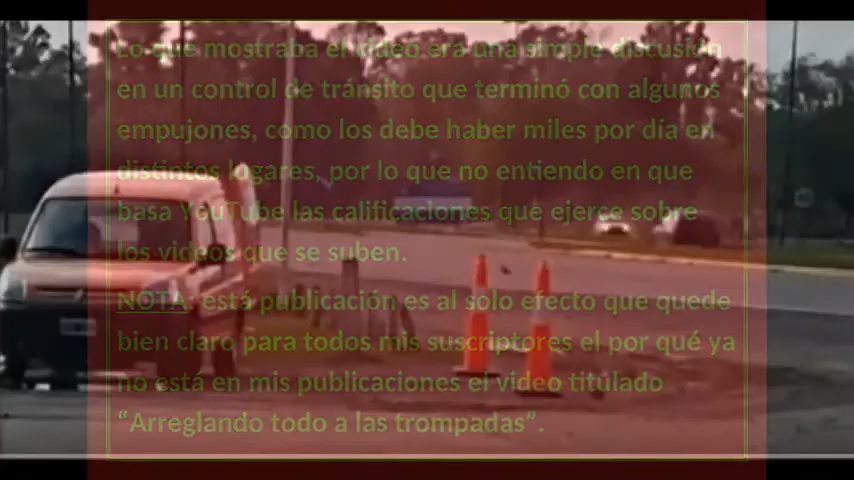 Lo que mostraba el video era una simple discusión
en un control de tránsito que terminó con algunos
empujones, como los debe haber miles por día en
distintos lugares, por lo que no entiendo en que
basa YouTube las calificaciones que ejerce sobre
los videos que se suben.
NOTA: está publicación es al solo efecto que quede
bien claro para todos mis suscriptores el por qué ya
no está en mis publicaciones el video titulado
“Arreglando todo a las trompadas”.